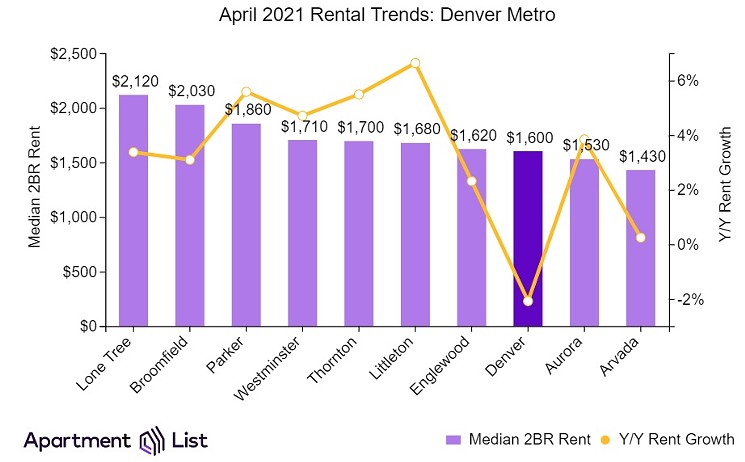 April 2021 Rental Trends: Denver Metro
$2,500
$2,000
$1,500
$1,000
$500
$0
Median 2BR Rent
$2,120
$2,030
$1,860
$1,710
$1,700
$1,680
$1,620
$1,600
$1,530
$1,430
6%
4%
2%
0%
-2%
Y/Y Rent Growth
Lone Tree
Broomfield
Parker
Westminster
Thornton
Littleton
Englewood
Denver
Aurora
Arvada
Apartment List
Median 2BR Rent
Y/Y Rent Growth